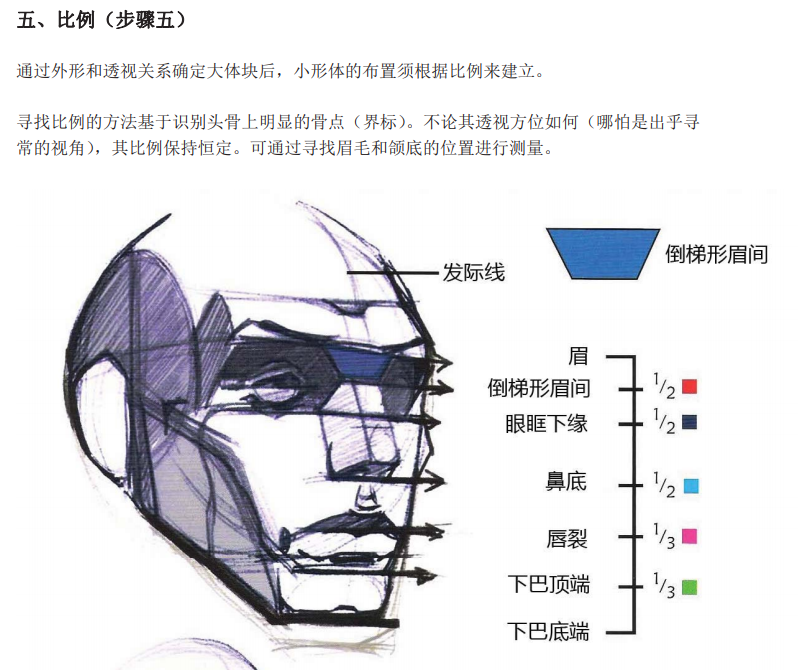 五、比例（步骤五）
通过外形和透视关系确定大体块后，小形体的布置须根据比例来建立。
寻找比例的方法基于识别头骨上明显的骨点（界标）。不论其透视方位如何（哪怕是出乎寻
常的视角），其比例保持恒定。可通过寻找眉毛和颌底的位置进行测量。
发际线
倒梯形眉间
眉
倒梯形眉间 1/2
眼眶下缘 1/2
鼻底 1/2
唇裂 1/3
下巴顶端 1/3
下巴底端